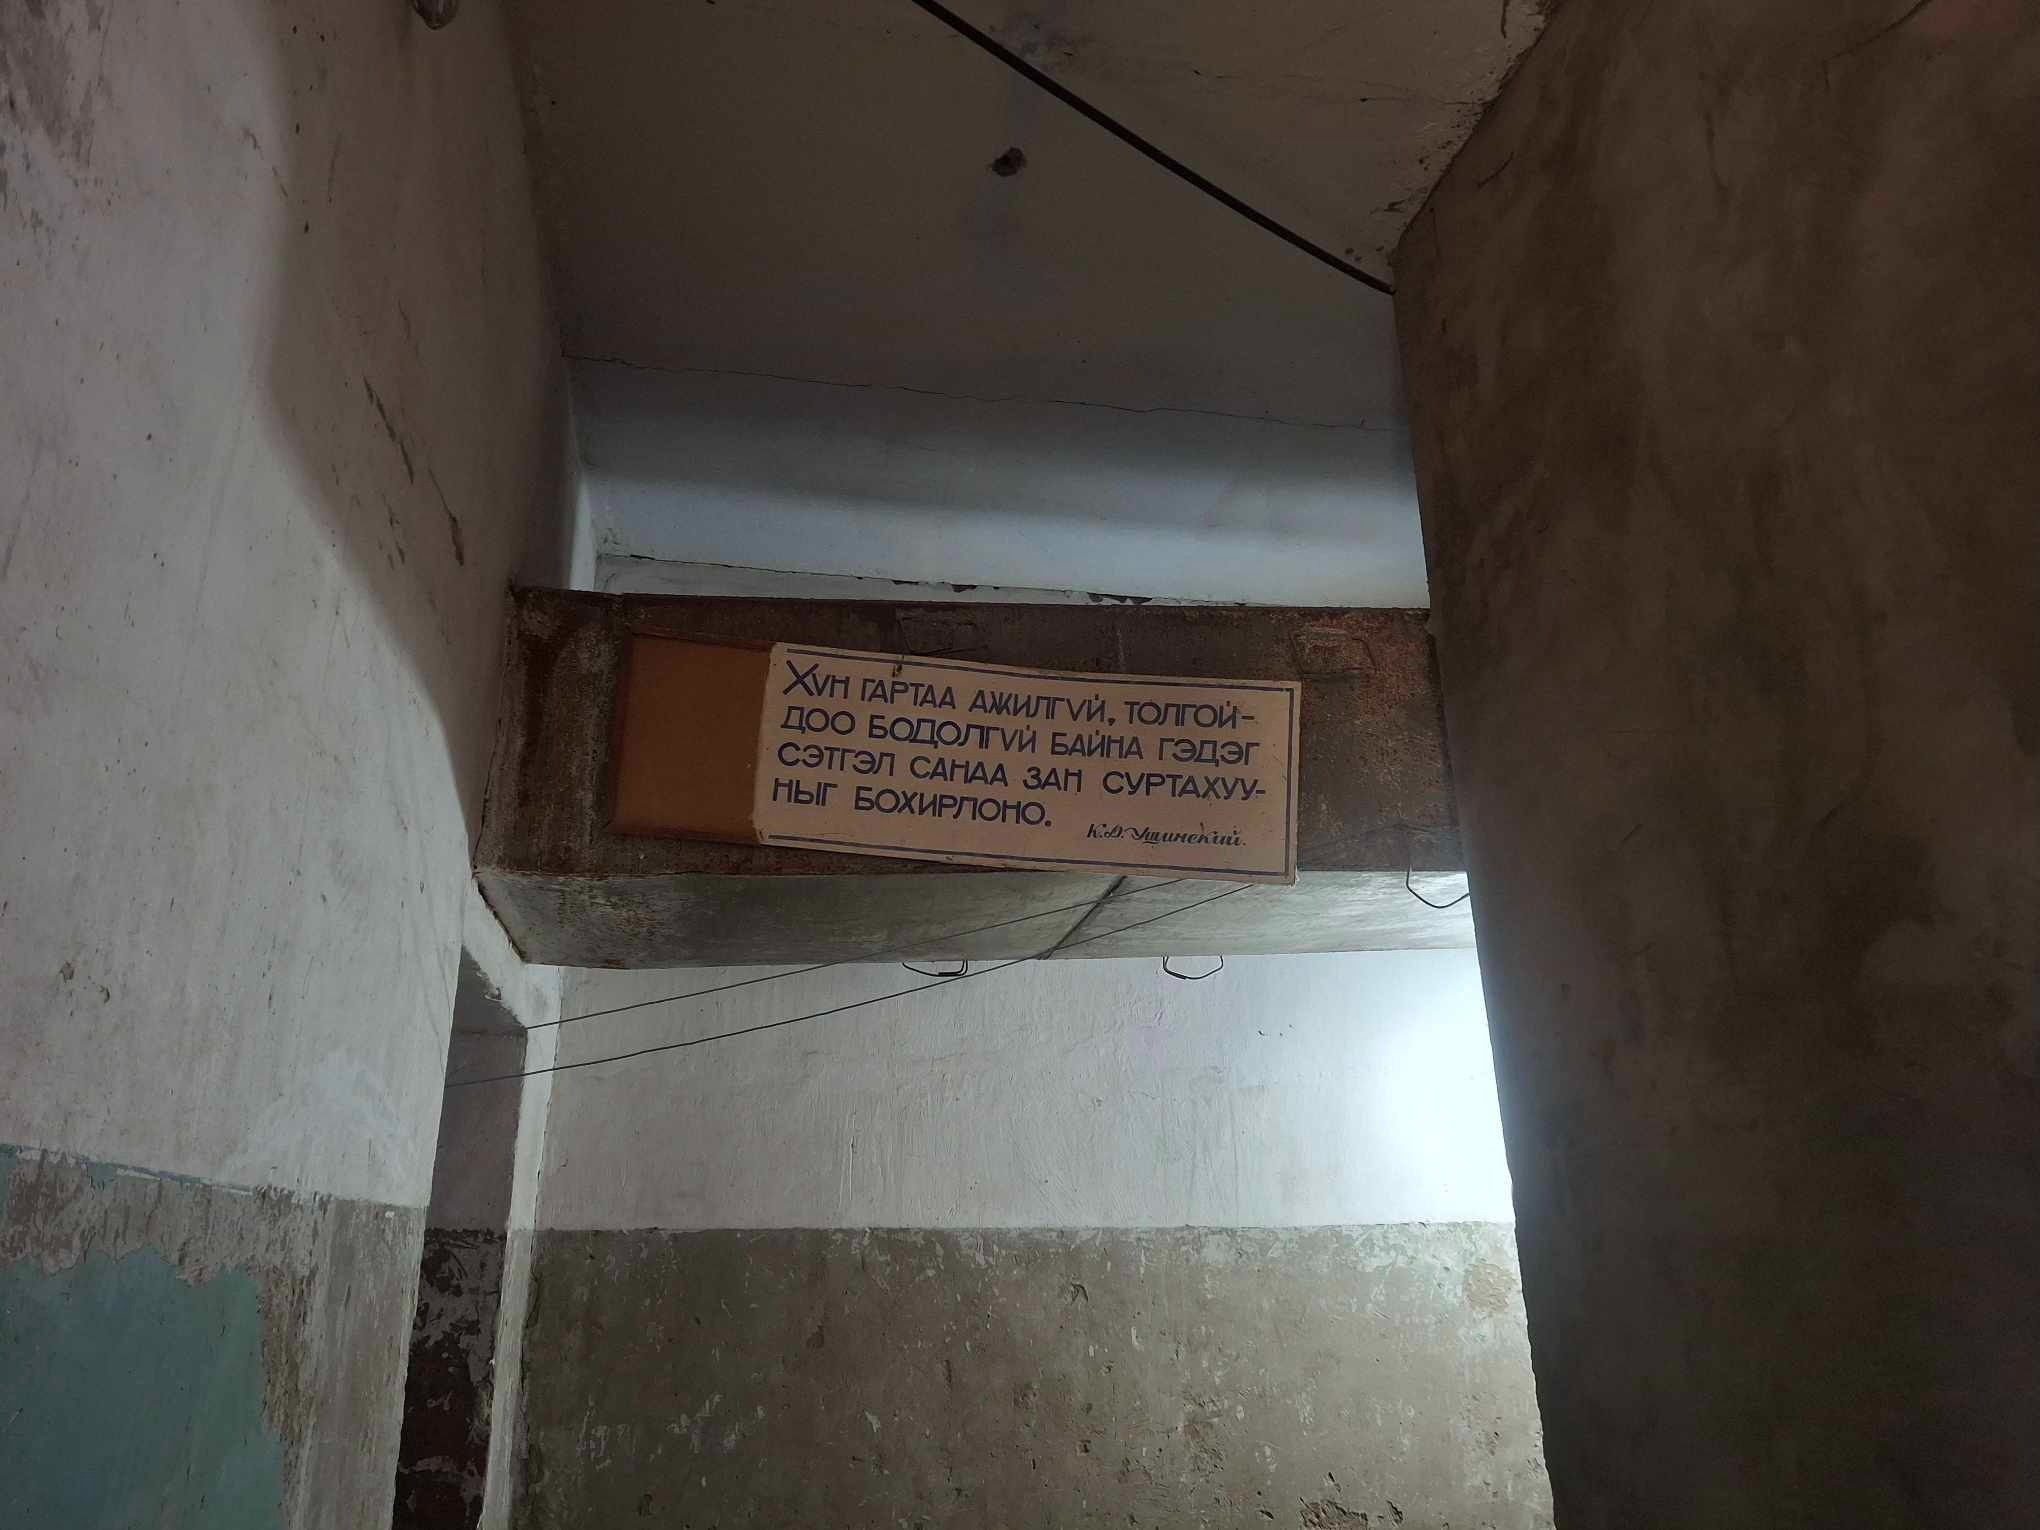 ХҮН ГАРТАА АЖИЛГҮЙ, ТОЛГОЙ-
ДОО БОДОЛГҮЙ БАЙНА ГЭДЭГ
СЭТГЭЛ САНАА ЗАН СУРТАХУУ-
НЫГ БОХИРЛОНО.
К.Д.Ушинский.